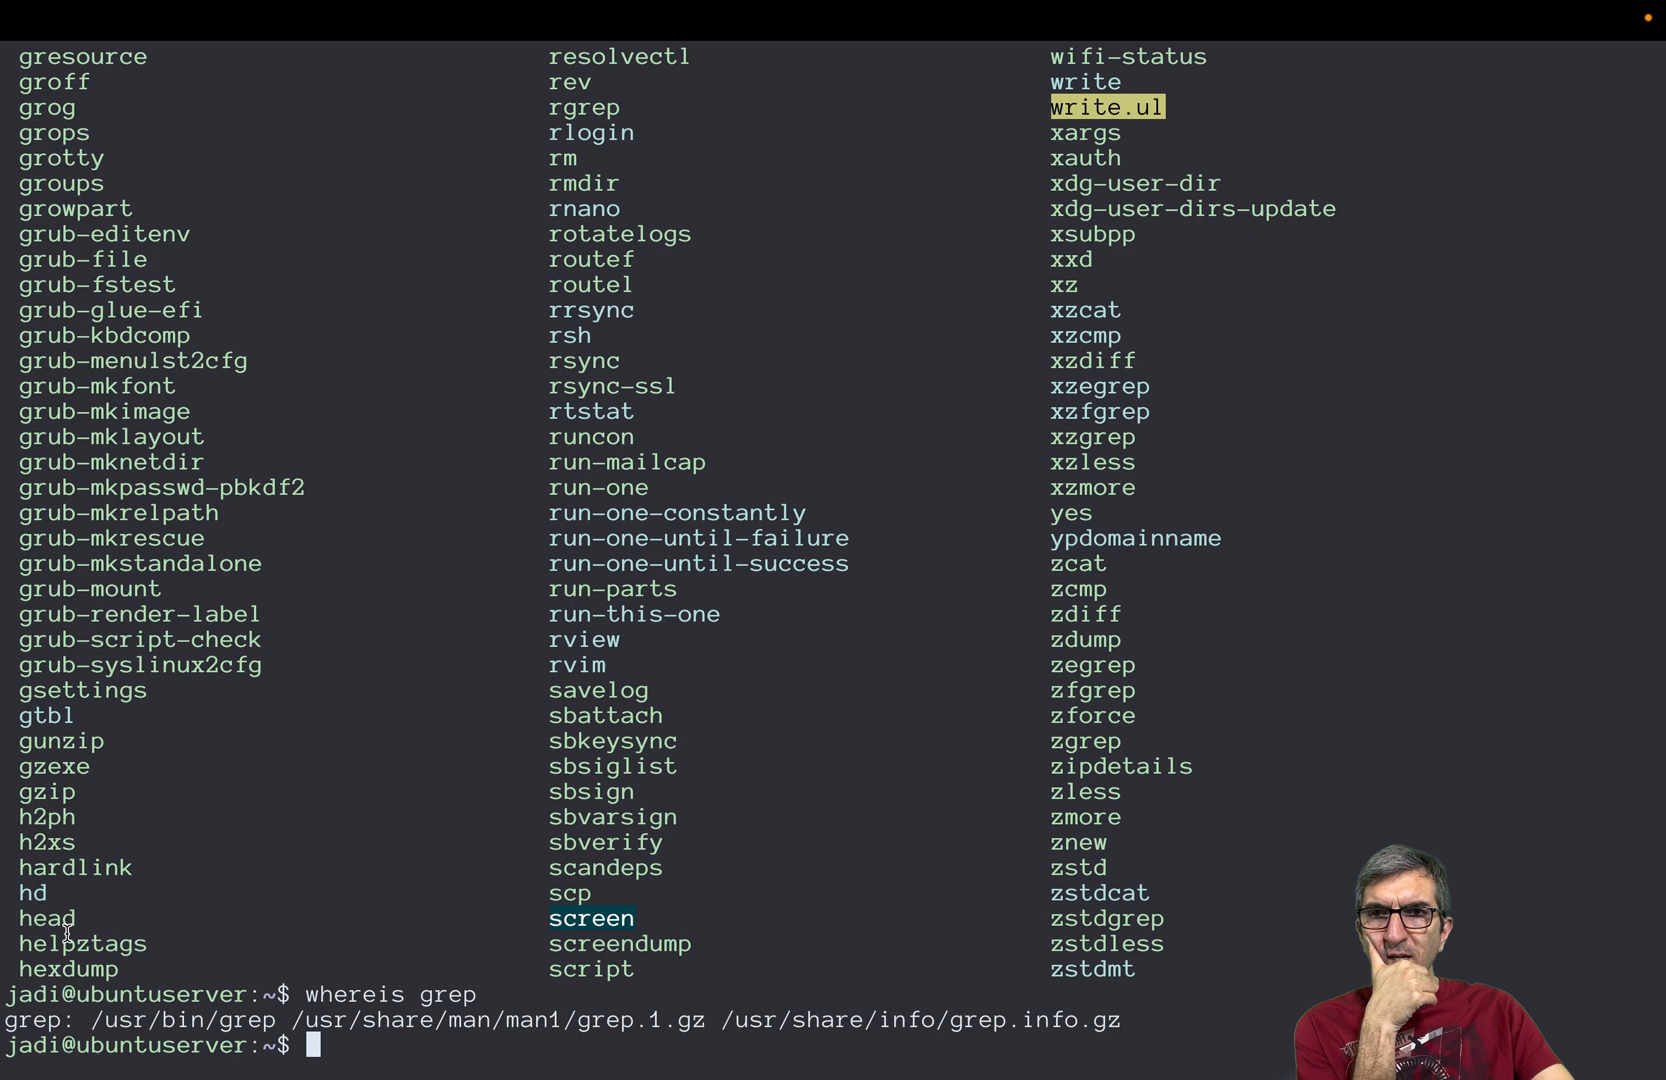 gresource resolvectl wifi-status
groff rev write
grog rgrep write.ul
grops rlogin xargs
grotty rm xauth
groups rmdir xdg-user-dir
growpart rnano xdg-user-dirs-update
grub-editenv rotatelogs xsubpp
grub-file routef xxd
grub-fstest routel xz
grub-glue-efi rrsync xzcat
grub-kbdcomp rsh xzcmp
grub-menulst2cfg rsync xzdiff
grub-mkfont rsync-ssl xzegrep
grub-mkimage rtstat xzfgrep
grub-mklayout runcon xzgrep
grub-mknetdir run-mailcap xzless
grub-mkpasswd-pbkdf2 run-one xzmore
grub-mkrelpath run-one-constantly yes
grub-mkrescue run-one-until-failure ypdomainname
grub-mkstandalone run-one-until-success zcat
grub-mount run-parts zcmp
grub-render-label run-this-one zdiff
grub-script-check rview zdump
grub-syslinux2cfg rvim zegrep
gsettings savelog zfgrep
gtbl sbattach zforce
gunzip sbkeysync zgrep
gzexe sbsiglist zipdetails
gzip sbsign zless
h2ph sbvarsign zmore
h2xs sbverify znew
hardlink scandeps zstd
hd scp zstdcat
head screen zstdgrep
helpztags screendump zstdless
hexdump script zstdmt
jadi@ubuntuserver:~$ whereis grep
grep: /usr/bin/grep /usr/share/man/man1/grep.1.gz /usr/share/info/grep.info.gz
jadi@ubuntuserver:~$